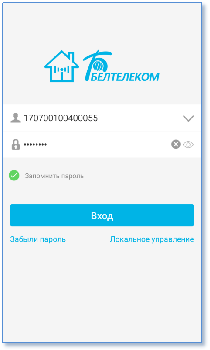 БЕЛТЕЛЕКОМ
170700100400055
••••••••
Запомнить пароль
Вход
Забыли пароль
Локальное управление